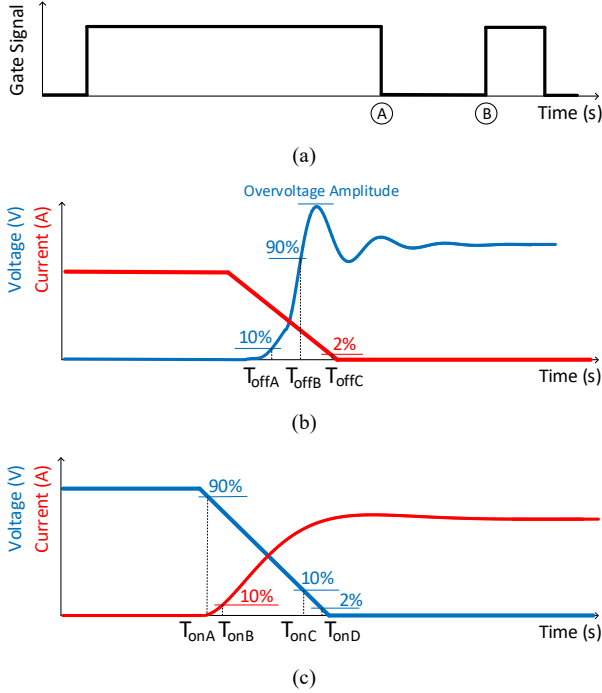 Gate Signal
A
B
Time (s)
(a)
Voltage (V)
Current (A)
Overvoltage Amplitude
90%
10%
2%
ToffA
ToffB
ToffC
Time (s)
(b)
Voltage (V)
Current (A)
90%
10%
10%
2%
TonA
TonB
TonC
TonD
Time (s)
(c)